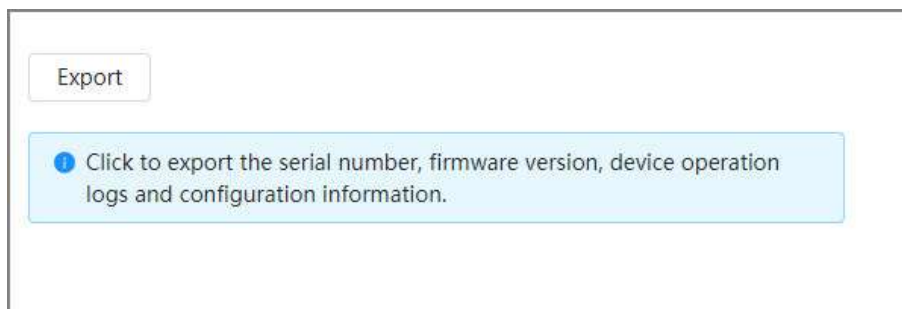 Export
Click to export the serial number, firmware version, device operation
logs and configuration information.